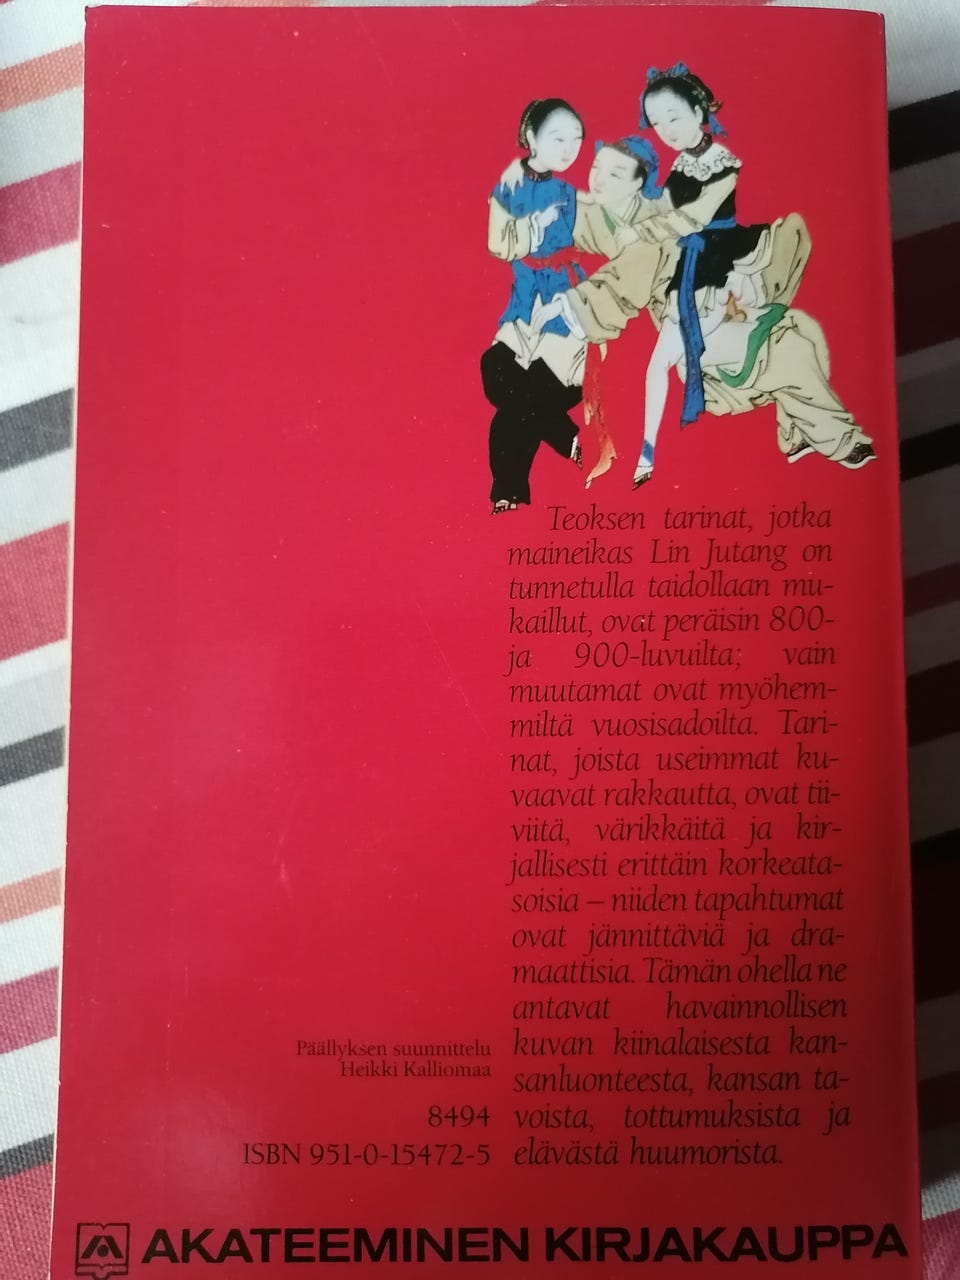 Teoksen tarinat, jotka
maineikas Lin Jutang on
tunnetulla taidollaan mu-
kaillut, ovat peräisin 800-
ja 900-luvuilta; vain
muutamat ovat myöhem-
miltä vuosisadoilta. Tari-
nat, joista useimmat ku-
vaavat rakkautta, ovat tii-
viitä, värikkäitä ja kir-
jallisesti erittäin korkeata-
soisia – niiden tapahtumat
ovat jännittäviä ja dra-
maattisia. Tämän ohella ne
antavat havainnollisen
kuvan kiinalaisesta kan-
sanluonteesta, kansan ta-
voista, tottumuksista ja
elävästä huumorista.
Päällyksen suunnittelu
Heikki Kalliomaa
8494
ISBN 951-0-15472-5
AKATEEMINEN KIRJAKAUPPA